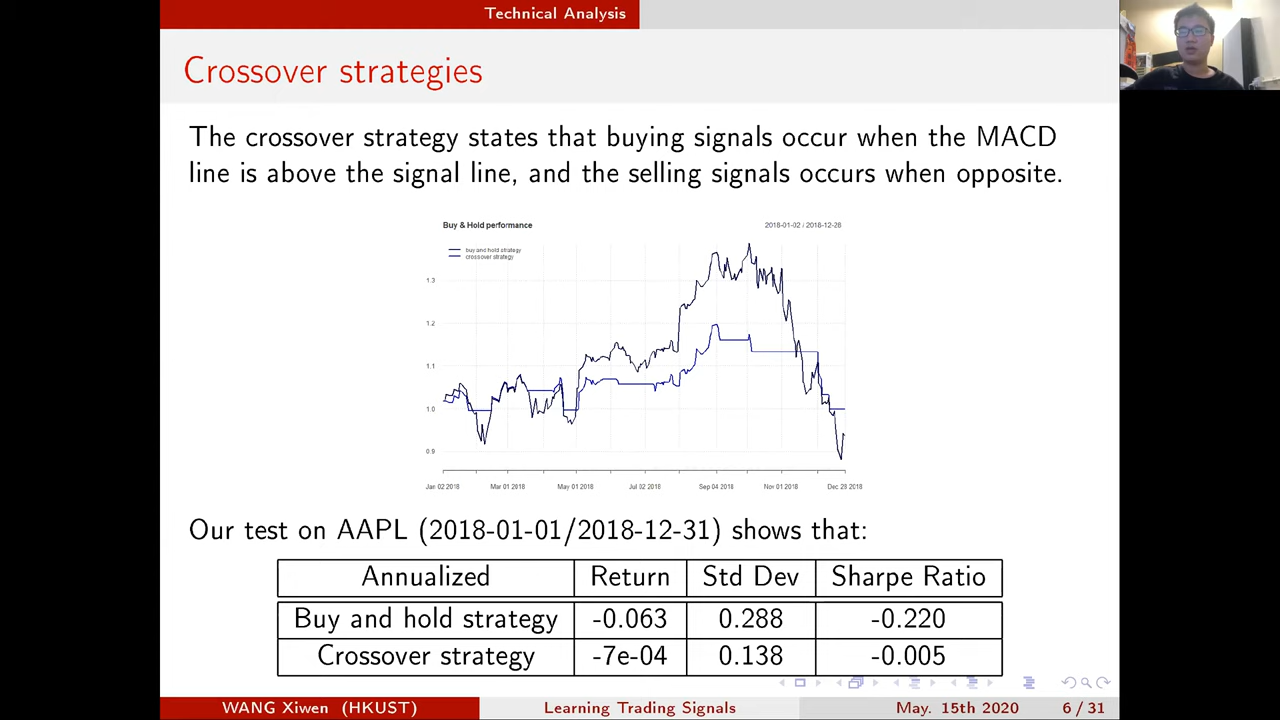 Technical Analysis
Crossover strategies
The crossover strategy states that buying signals occur when the MACD
line is above the signal line, and the selling signals occurs when opposite.
Buy & Hold performance
2018-01-02 / 2018-12-28
buy and hold strategy
crossover strategy
1.3
1.2
1.1
1.0
0.9
Jan 02 2018 Mar 01 2018 May 01 2018 Jul 02 2018 Sep 04 2018 Nov 01 2018 Dec 28 2018
Our test on AAPL (2018-01-01/2018-12-31) shows that:
Annualized Return Std Dev Sharpe Ratio
Buy and hold strategy -0.063 0.288 -0.220
Crossover strategy -7e-04 0.138 -0.005
WANG Xiwen (HKUST) Learning Trading Signals May. 15th 2020 6 / 31